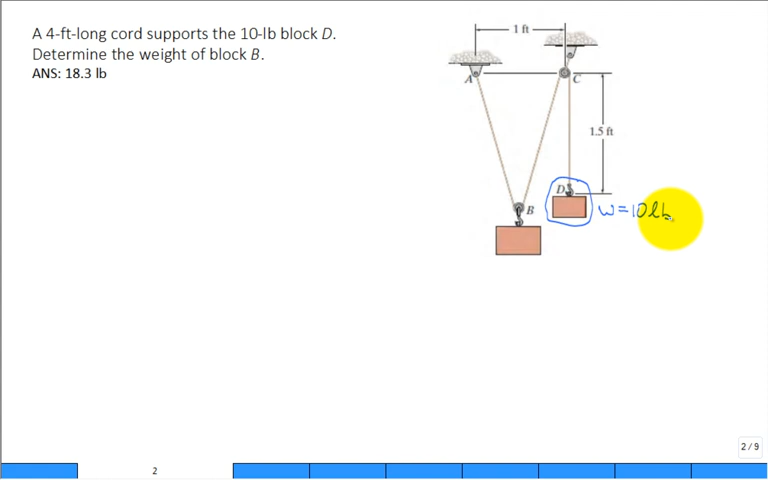 A 4-ft-long cord supports the 10-lb block D.
Determine the weight of block B.
ANS: 18.3 lb
1 ft
A
C
1.5 ft
D
B
W=10lb
2/9
2